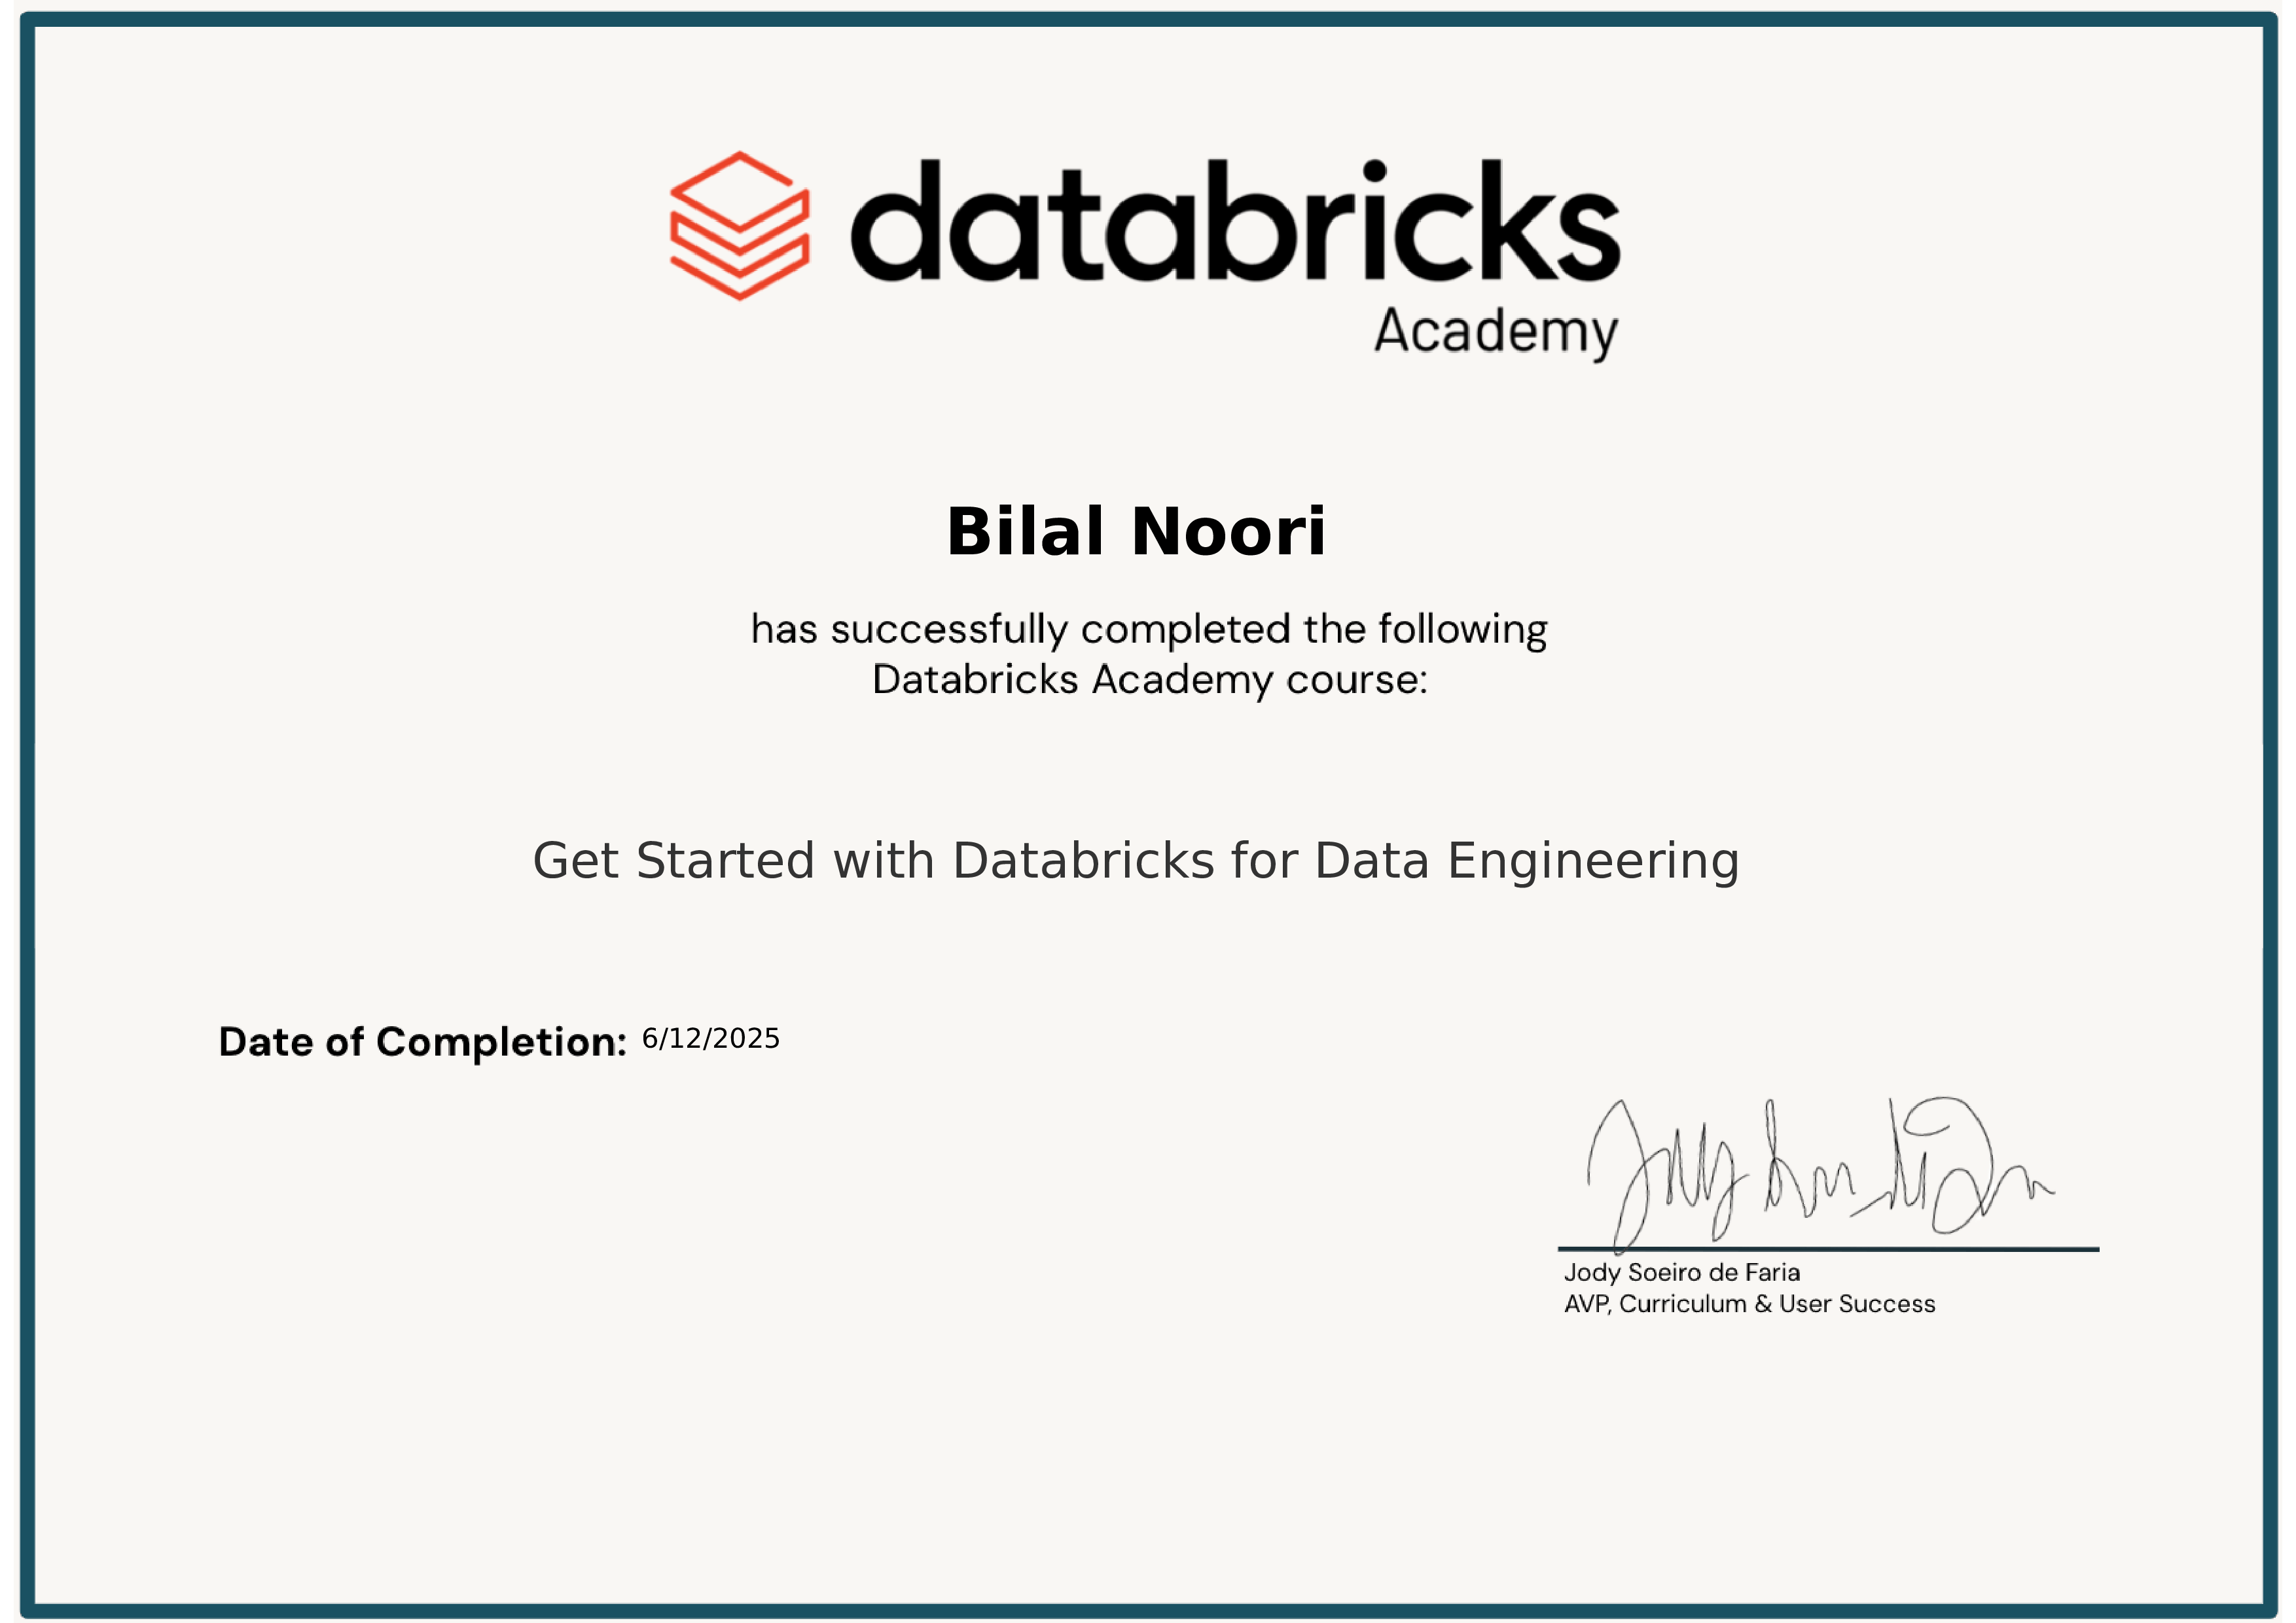 databricks
Academy
Bilal Noori
has successfully completed the following
Databricks Academy course:
Get Started with Databricks for Data Engineering
Date of Completion: 6/12/2025
Jody Soeiro de Faria
AVP, Curriculum & User Success